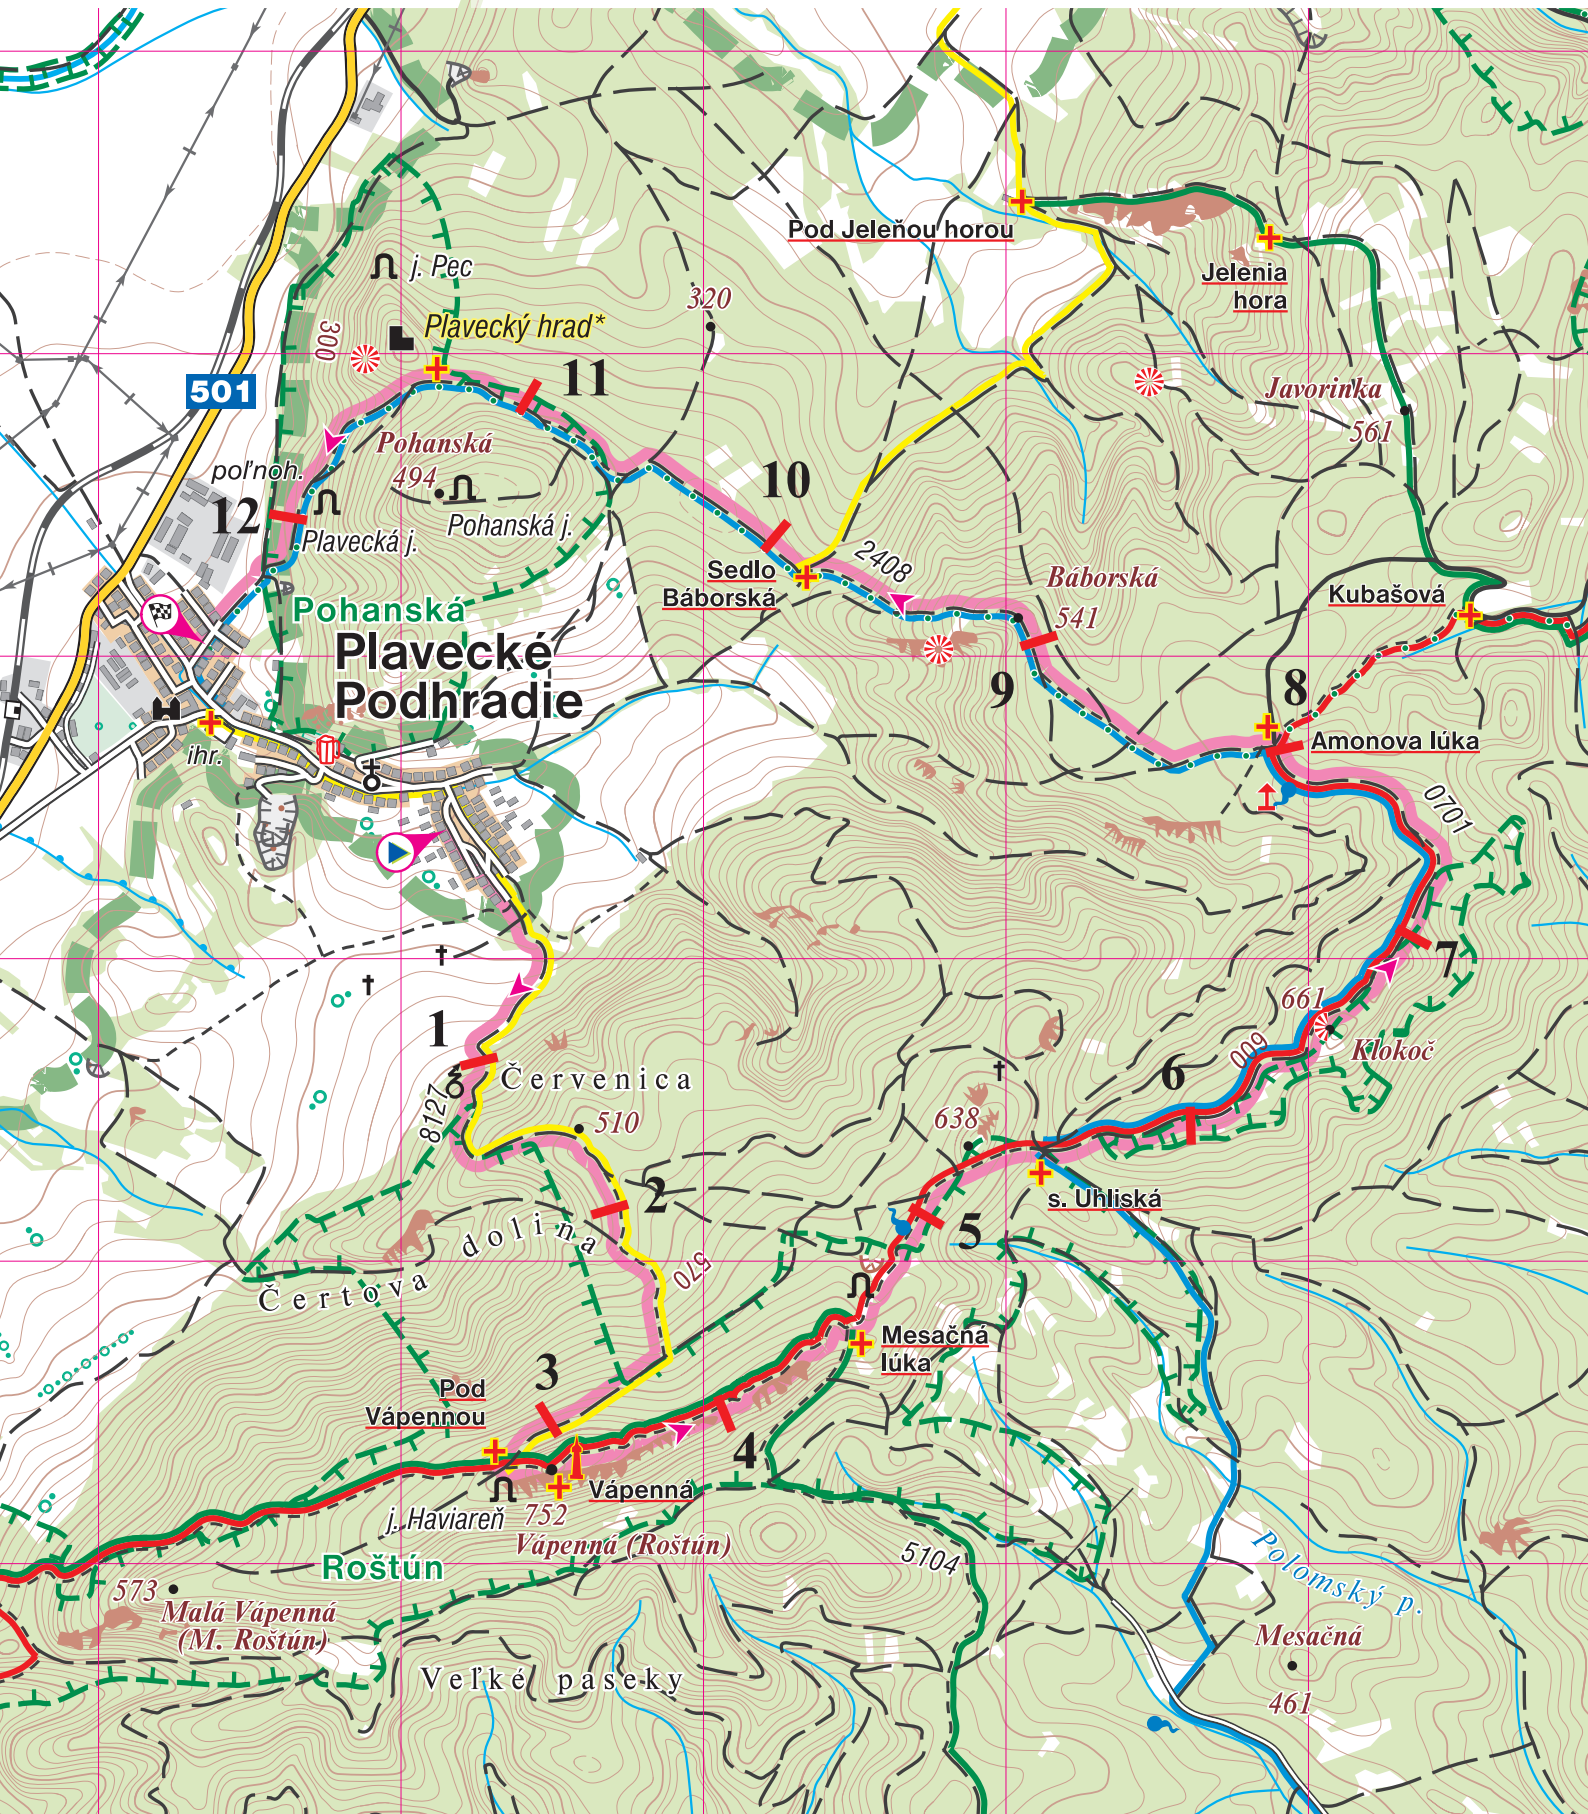 Pod Jeleňou horou
Jelenia
hora
j. Pec
320
300
Plavecký hrad*
11
501
Javorinka
561
Pohanská
494
poľnoh.
10
12
Plavecká j.
Pohanská j.
2408
Sedlo
Báborská
Báborská
541
Kubašová
Pohanská
Plavecké
Podhradie
9
8
Amonova lúka
ihr.
0701
7
661
1
Klokoč
600
6
Červenica
8127
510
638
2
s. Uhliská
5
dolina
570
Čertova
Mesačná
lúka
3
Pod
Vápennou
4
Vápenná
j. Haviareň
752
Vápenná (Roštún)
5104
Polomský p.
Roštún
573
Malá Vápenná
(M. Roštún)
Mesačná
461
Veľké paseky